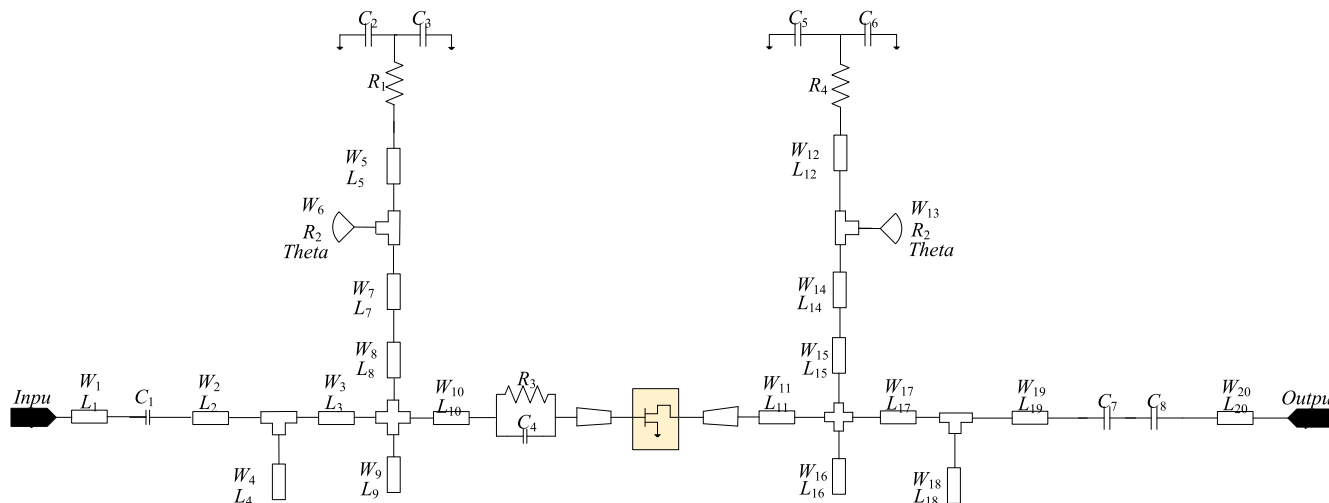 C2 C3
C5 C6
R1
R4
W5
L5
W12
L12
W6
R2
Theta
W13
R2
Theta
W7
L7
W14
L14
W8
L8
W15
L15
Inpu
W1
L1
C1
W2
L2
W3
L3
W10
L10
R3
C4
W11
L11
W17
L17
W19
L19
C7
C8
W20
L20
Outpu
W4
L4
W9
L9
W16
L16
W18
L18